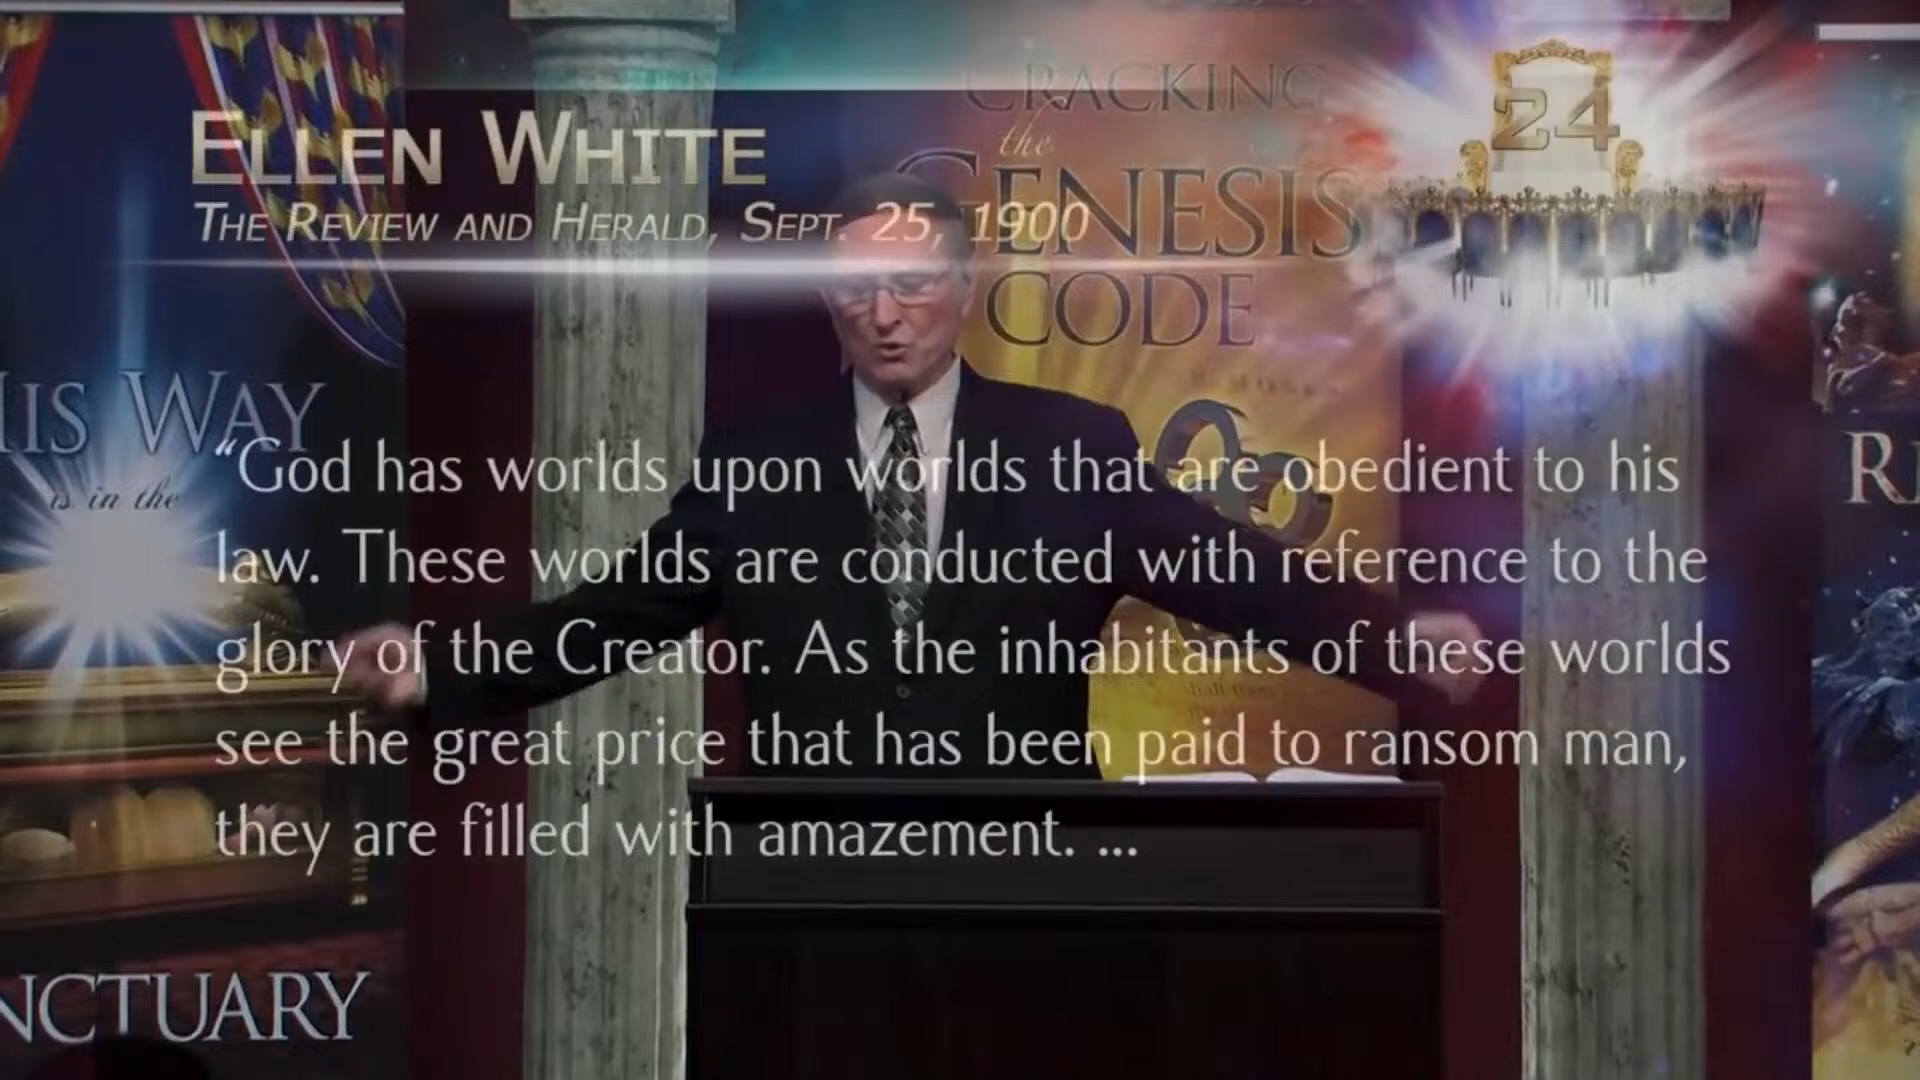 CRACKING
the
GENESIS
CODE
24
ELLEN WHITE
THE REVIEW AND HERALD, SEPT. 25, 1900
HIS WAY
is in the
“God has worlds upon worlds that are obedient to his
law. These worlds are conducted with reference to the
glory of the Creator. As the inhabitants of these worlds
see the great price that has been paid to ransom man,
they are filled with amazement. ...
NCTUARY
R
shalt thou